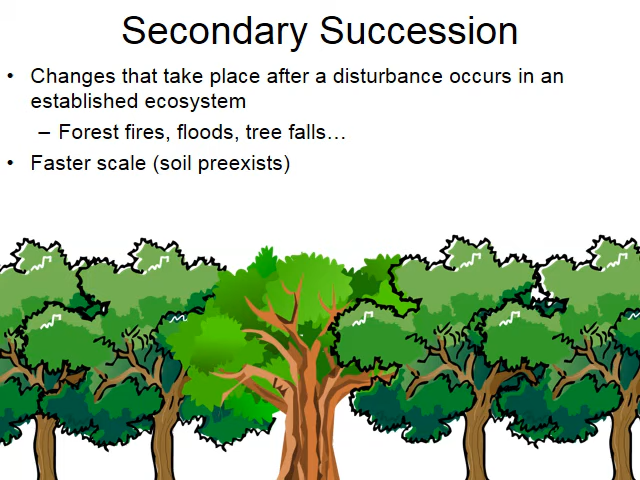 Secondary Succession
• Changes that take place after a disturbance occurs in an
established ecosystem
– Forest fires, floods, tree falls…
• Faster scale (soil preexists)